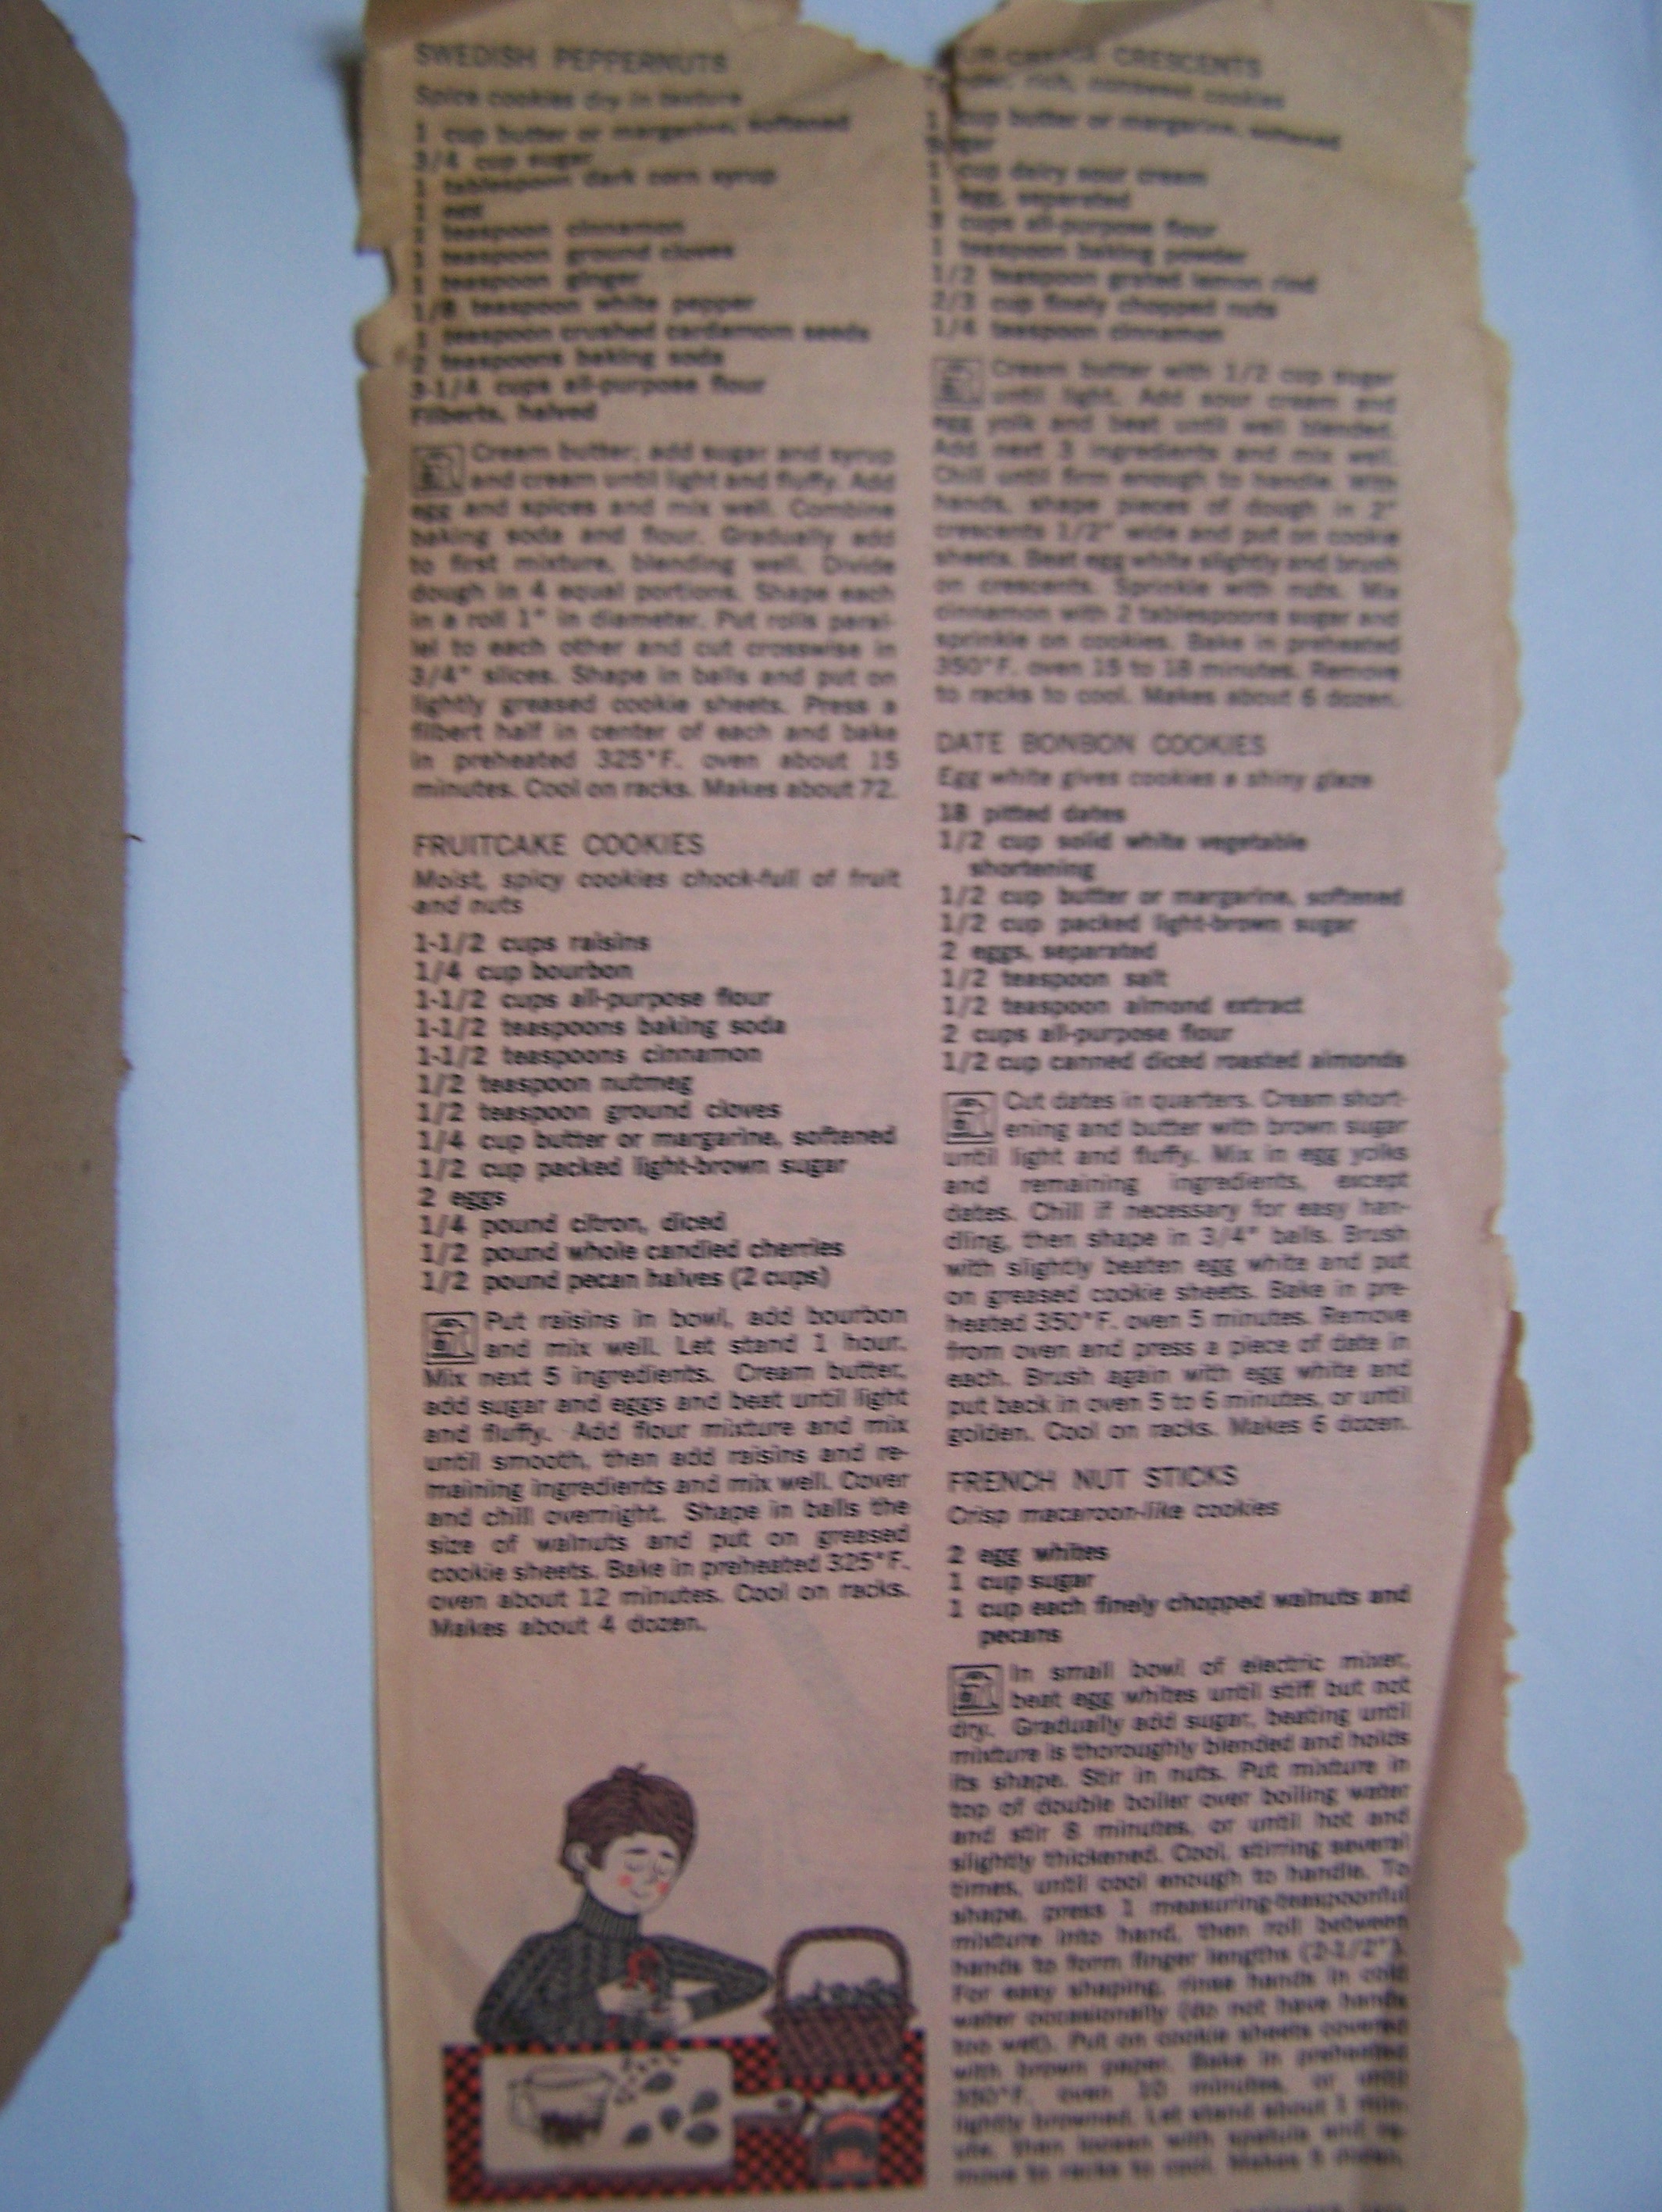 SWEDISH PEPPERNUTS
Spice cookies dry in texture
1 cup butter or margarine, softened
3/4 cup sugar
1 tablespoon dark corn syrup
1 egg
1 teaspoon cinnamon
1 teaspoon ground cloves
1 teaspoon ginger
1/8 teaspoon white pepper
1 teaspoon crushed cardamom seeds
2 teaspoons baking soda
3-1/4 cups all-purpose flour
Filberts, halved
Cream butter; add sugar and syrup
and cream until light and fluffy. Add
egg and spices and mix well. Combine
baking soda and flour. Gradually add
to first mixture, blending well. Divide
dough in 4 equal portions. Shape each
in a roll 1" in diameter. Put rolls paral-
lel to each other and cut crosswise in
3/4" slices. Shape in balls and put on
lightly greased cookie sheets. Press a
filbert half in center of each and bake
in preheated 325°F. oven about 15
minutes. Cool on racks. Makes about 72.
FRUITCAKE COOKIES
Moist, spicy cookies chock-full of fruit
and nuts
1-1/2 cups raisins
1/4 cup bourbon
1-1/2 cups all-purpose flour
1-1/2 teaspoons baking soda
1-1/2 teaspoons cinnamon
1/2 teaspoon nutmeg
1/2 teaspoon ground cloves
1/4 cup butter or margarine, softened
1/2 cup packed light-brown sugar
2 eggs
1/4 pound citron, diced
1/2 pound whole candied cherries
1/2 pound pecan halves (2 cups)
Put raisins in bowl, add bourbon
and mix well. Let stand 1 hour.
Mix next 5 ingredients. Cream butter,
add sugar and eggs and beat until light
and fluffy. Add flour mixture and mix
until smooth, then add raisins and re-
maining ingredients and mix well. Cover
and chill overnight. Shape in balls the
size of walnuts and put on greased
cookie sheets. Bake in preheated 325°F.
oven about 12 minutes. Cool on racks.
Makes about 4 dozen.
CRESCENTS
rich, nonsweet cookies
1 cup butter or margarine, softened
1 cup dairy sour cream
1 egg, separated
3 cups all-purpose flour
1 teaspoon baking powder
1/2 teaspoon grated lemon rind
2/3 cup finely chopped nuts
1/4 teaspoon cinnamon
Cream butter with 1/2 cup sugar
until light. Add sour cream and
egg yolk and beat until well blended.
Add next 3 ingredients and mix well.
Chill until firm enough to handle. With
hands, shape pieces of dough in 2"
crescents 1/2" wide and put on cookie
sheets. Beat egg white slightly and brush
on crescents. Sprinkle with nuts. Mix
cinnamon with 2 tablespoons sugar and
sprinkle on cookies. Bake in preheated
350°F. oven 15 to 18 minutes. Remove
to racks to cool. Makes about 6 dozen.
DATE BONBON COOKIES
Egg white gives cookies a shiny glaze
18 pitted dates
1/2 cup solid white vegetable
shortening
1/2 cup butter or margarine, softened
1/2 cup packed light-brown sugar
2 eggs, separated
1/2 teaspoon salt
1/2 teaspoon almond extract
2 cups all-purpose flour
1/2 cup canned diced roasted almonds
Cut dates in quarters. Cream short-
ening and butter with brown sugar
until light and fluffy. Mix in egg yolks
and remaining ingredients, except
dates. Chill if necessary for easy han-
dling, then shape in 3/4" balls. Brush
with slightly beaten egg white and put
on greased cookie sheets. Bake in pre-
heated 350°F. oven 5 minutes. Remove
from oven and press a piece of date in
each. Brush again with egg white and
put back in oven 5 to 6 minutes, or until
golden. Cool on racks. Makes 6 dozen.
FRENCH NUT STICKS
Crisp macaroon-like cookies
2 egg whites
1 cup sugar
1 cup each finely chopped walnuts and
pecans
In small bowl of electric mixer,
beat egg whites until stiff but not
dry. Gradually add sugar, beating until
mixture is thoroughly blended and holds
its shape. Stir in nuts. Put mixture in
top of double boiler over boiling water
and stir 8 minutes, or until hot and
slightly thickened. Cool, stirring several
times, until cool enough to handle. To
shape, press 1 measuring-teaspoonful
mixture into hand, then roll between
hands to form finger lengths (2-1/2").
For easy shaping, rinse hands in cold
water occasionally (do not have hands
too wet). Put on cookie sheets covered
with brown paper. Bake in preheated
350°F. oven 10 minutes, or until
lightly browned. Let stand about 1 min-
ute, then loosen with spatula and re-
move to racks to cool. Makes 3 dozen.